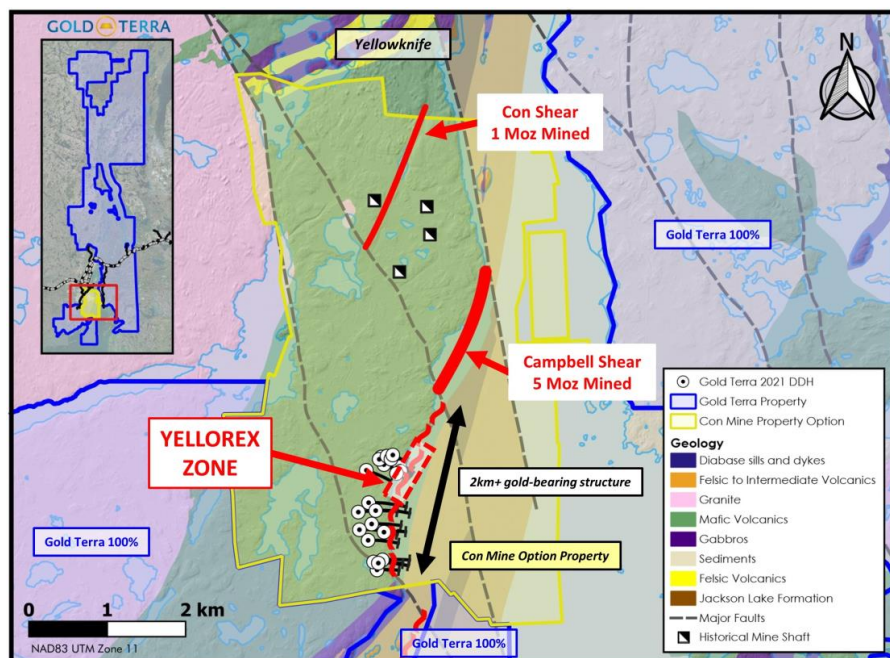 GOLD TERRA
Yellowknife
N
Con Shear
1 Moz Mined
Gold Terra 100%
Campbell Shear
5 Moz Mined
YELLOREX
ZONE
2km+ gold-bearing structure
Con Mine Option Property
Gold Terra 100%
Gold Terra 100%
0 1 2 km
NAD83 UTM Zone 11
Gold Terra 2021 DDH
Gold Terra Property
Con Mine Property Option
Geology
Diabase sills and dykes
Felsic to Intermediate Volcanics
Granite
Mafic Volcanics
Gabbros
Sediments
Felsic Volcanics
Jackson Lake Formation
Major Faults
Historical Mine Shaft